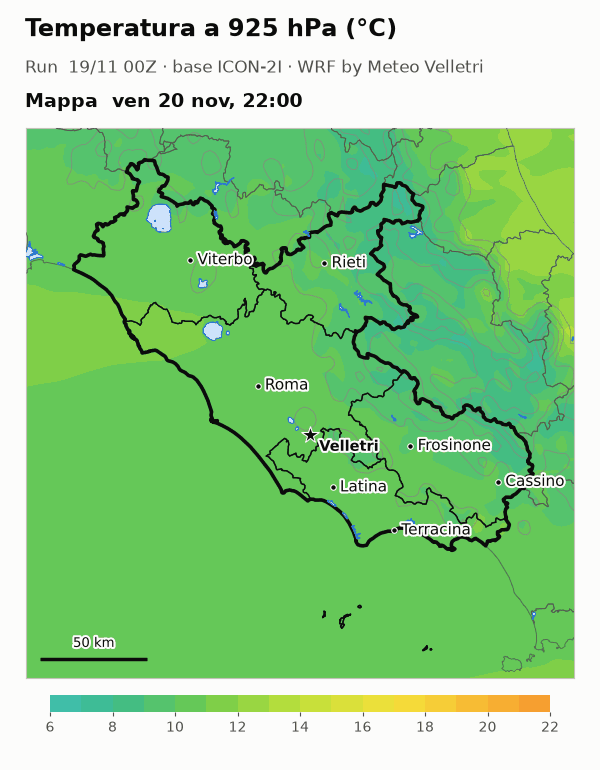 Temperatura a 925 hPa (°C)
Run  19/11 00Z · base ICON-2I · WRF by Meteo Velletri
Mappa  ven 20 nov, 22:00
Viterbo
Rieti
Roma
Velletri
Frosinone
Latina
Cassino
Terracina
50 km
6 8 10 12 14 16 18 20 22